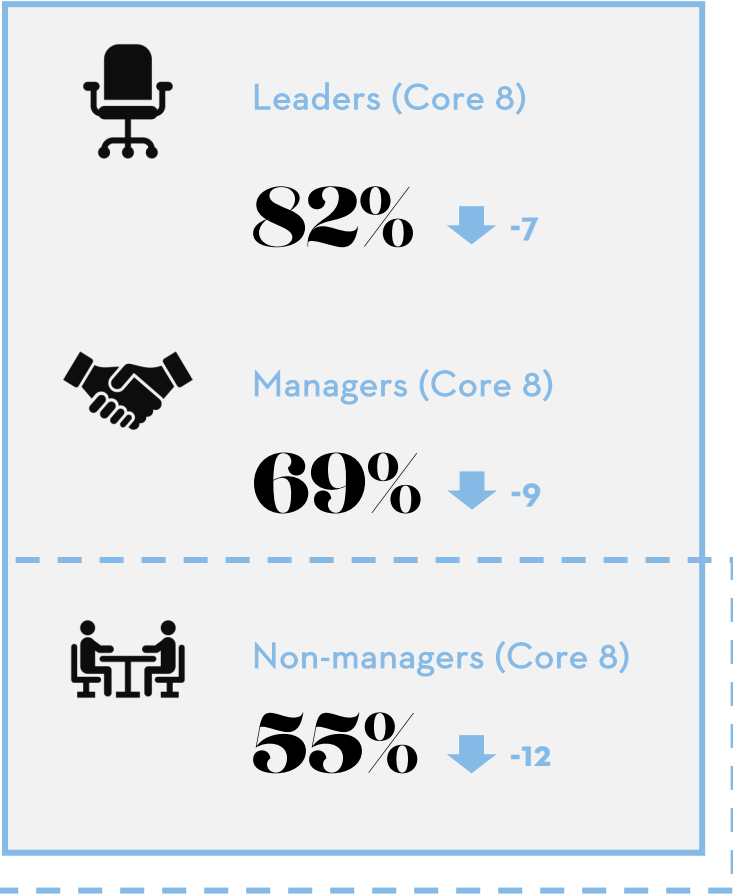 Leaders (Core 8)
82% -7
Managers (Core 8)
69% -9
Non-managers (Core 8)
55% -12